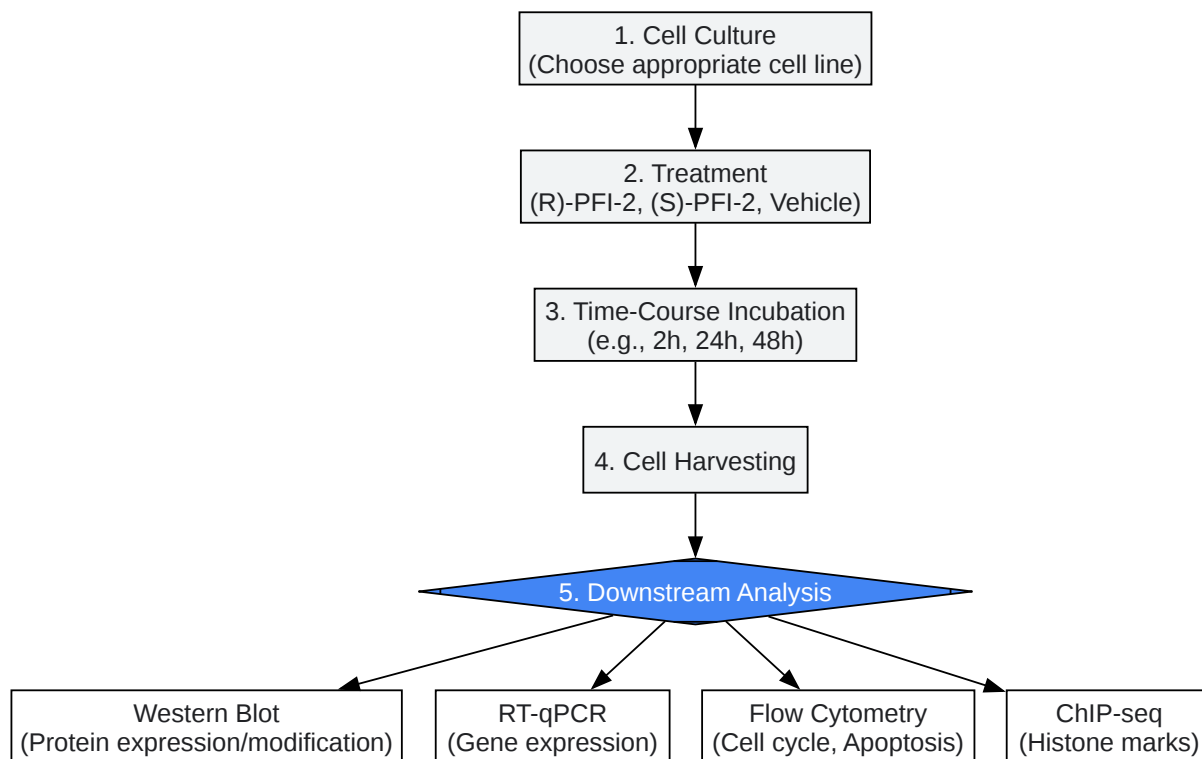 1. Cell Culture
(Choose appropriate cell line)
2. Treatment
(R)-PFI-2, (S)-PFI-2, Vehicle)
3. Time-Course Incubation
(e.g., 2h, 24h, 48h)
4. Cell Harvesting
5. Downstream Analysis
Western Blot
(Protein expression/modification)
RT-qPCR
(Gene expression)
Flow Cytometry
(Cell cycle, Apoptosis)
ChIP-seq
(Histone marks)